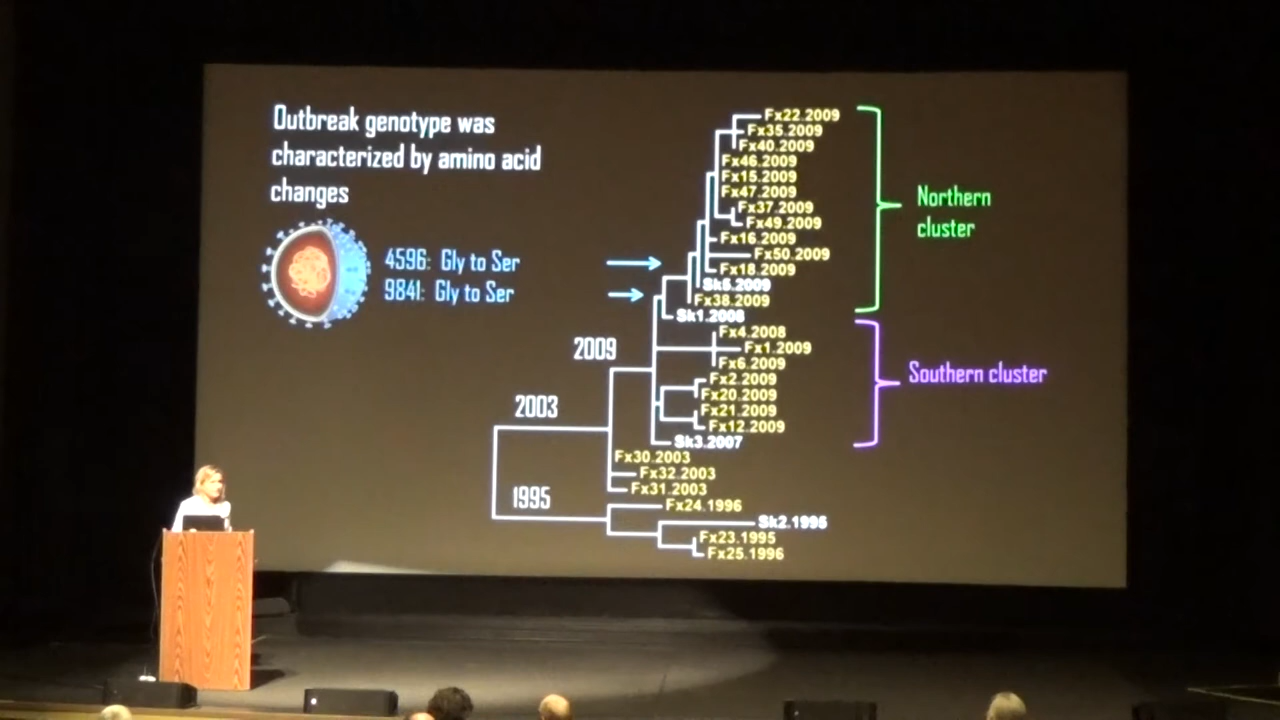 Outbreak genotype was
characterized by amino acid
changes
4596: Gly to Ser
9841: Gly to Ser
2009
2003
1995
Fx22.2009
Fx35.2009
Fx40.2009
Fx46.2009
Fx15.2009
Fx47.2009
Fx37.2009
Fx49.2009
Fx16.2009
Fx50.2009
Fx18.2009
Sk5.2009
Fx38.2009
Sk1.2008
Fx4.2008
Fx1.2009
Fx6.2009
Fx2.2009
Fx20.2009
Fx21.2009
Fx12.2009
Sk3.2007
Fx30.2003
Fx32.2003
Fx31.2003
Fx24.1996
Sk2.1995
Fx23.1995
Fx25.1996
Northern
cluster
Southern cluster